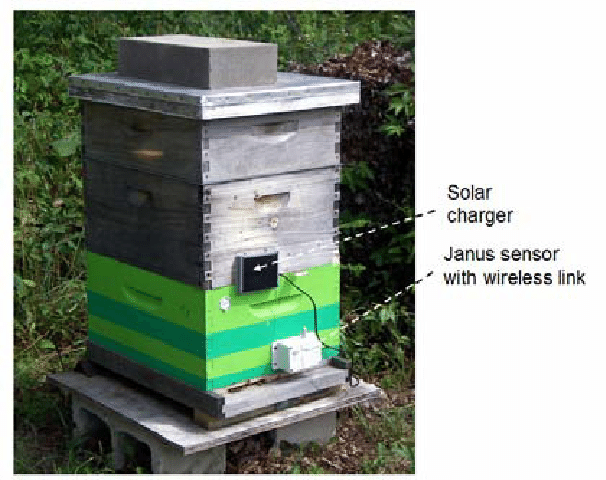 Solar
charger
Janus sensor
with wireless link